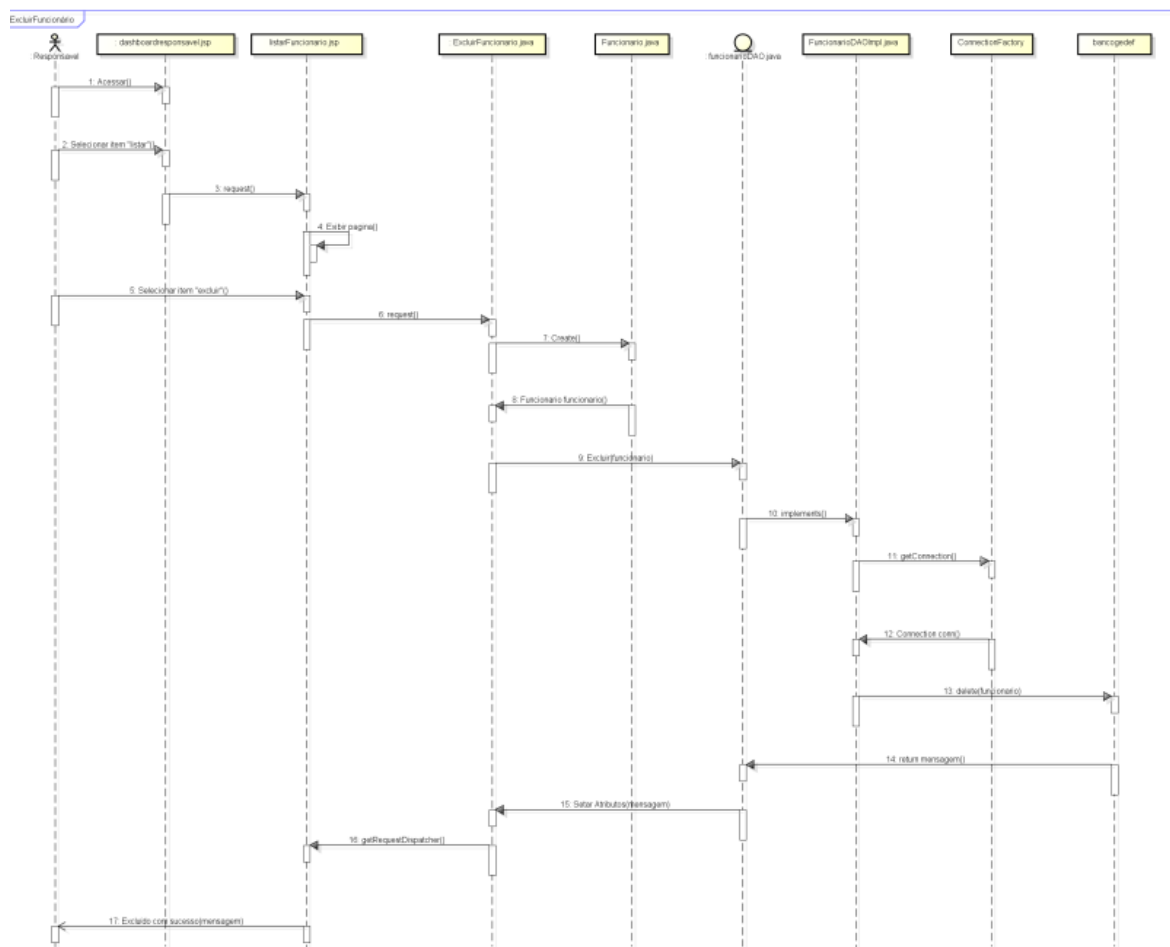 ExcluirFuncionário
: Responsavel
: dashboardresponsavel.jsp
listarFuncionario.jsp
ExcluirFuncionario.java
Funcionario.java
: funcionarioDAO.java
FuncionarioDAOImpl.java
ConnectionFactory
bancogedef
1: Acessar()
2: Selecionar item "listar"()
3: request()
4: Exibir pagina()
5: Selecionar item "excluir"()
6: request()
7: Create()
8: Funcionario funcionario()
9: Excluir(funcionario)
10: implements()
11: getConnection()
12: Connection conn()
13: delete(funcionario)
14: return mensagem()
15: Setar Atributos(mensagem)
16: getRequestDispatcher()
17: Excluido com sucesso(mensagem)